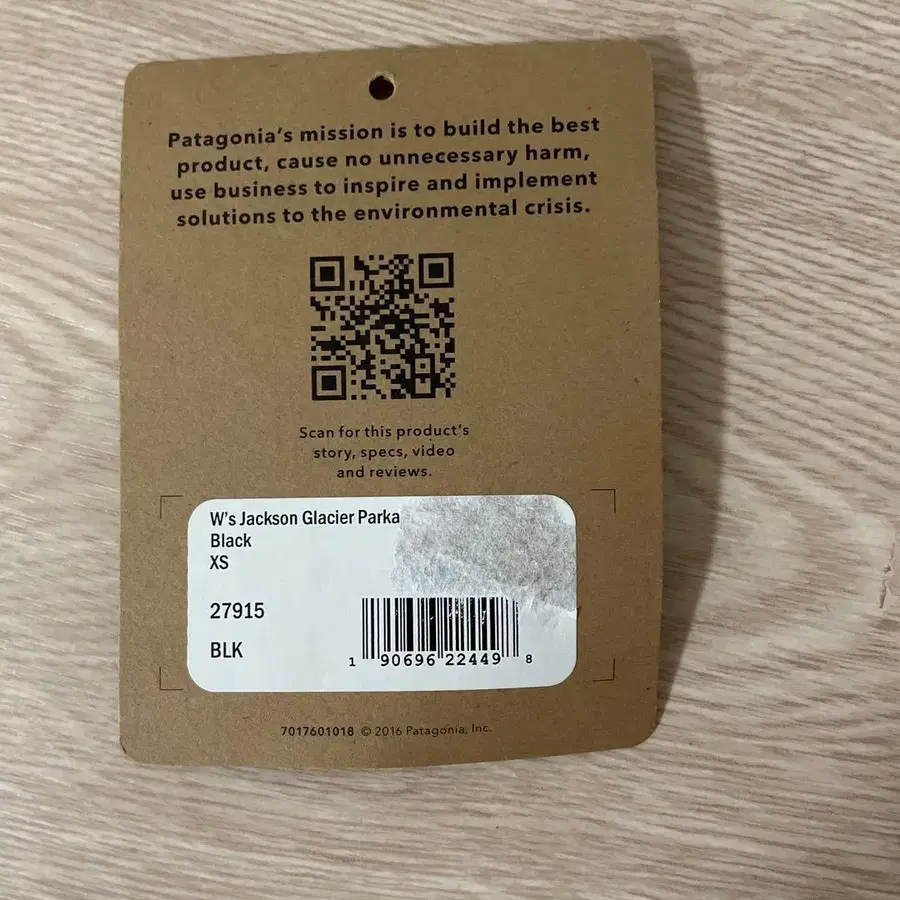 Patagonia's mission is to build the best
product, cause no unnecessary harm,
use business to inspire and implement
solutions to the environmental crisis.
Scan for this product's
story, specs, video
and reviews.
W's Jackson Glacier Parka
Black
XS
27915
BLK
1 90696 22449 8
7017601018 © 2016 Patagonia, Inc.